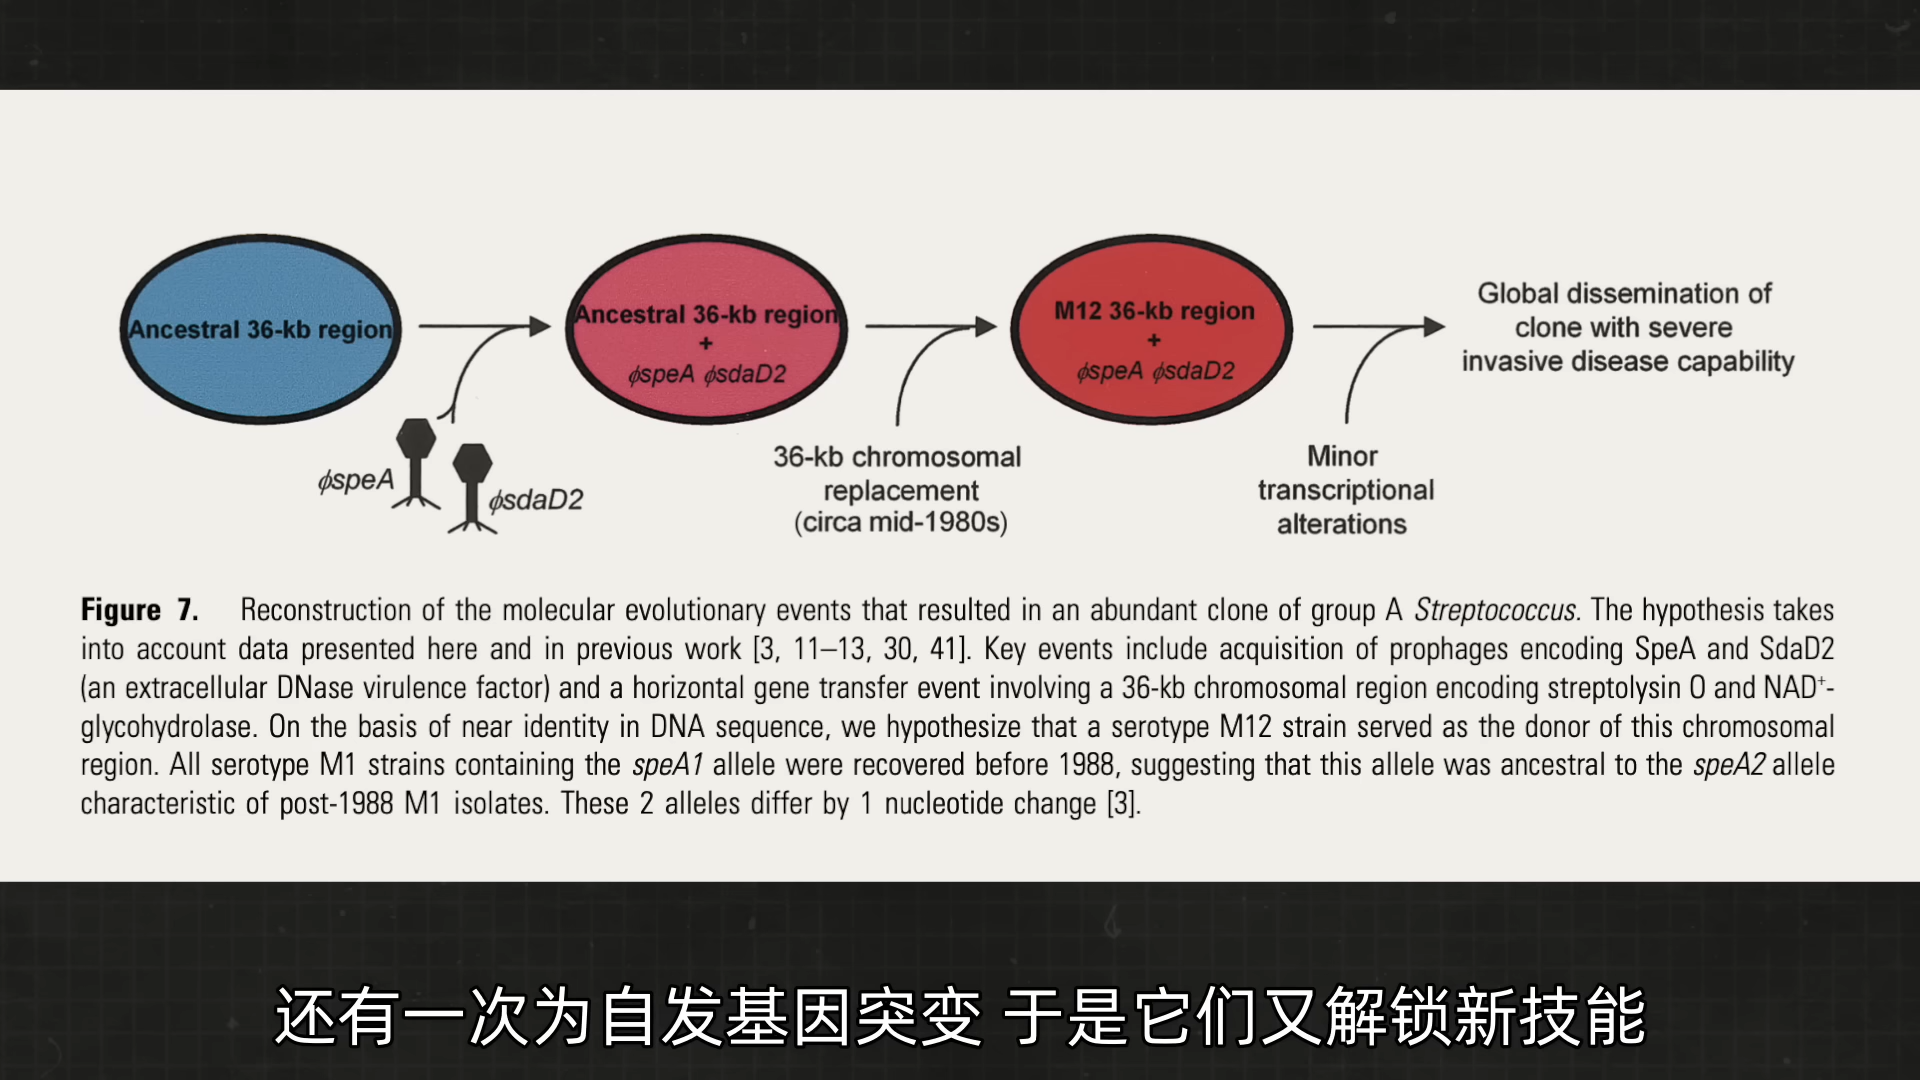 Ancestral 36-kb region
Ancestral 36-kb region
+
ϕspeA ϕsdaD2
M12 36-kb region
+
ϕspeA ϕsdaD2
Global dissemination of
clone with severe
invasive disease capability
ϕspeA
ϕsdaD2
36-kb chromosomal
replacement
(circa mid-1980s)
Minor
transcriptional
alterations
Figure 7. Reconstruction of the molecular evolutionary events that resulted in an abundant clone of group A Streptococcus. The hypothesis takes
into account data presented here and in previous work [3, 11–13, 30, 41]. Key events include acquisition of prophages encoding SpeA and SdaD2
(an extracellular DNase virulence factor) and a horizontal gene transfer event involving a 36-kb chromosomal region encoding streptolysin O and NAD⁺-
glycohydrolase. On the basis of near identity in DNA sequence, we hypothesize that a serotype M12 strain served as the donor of this chromosomal
region. All serotype M1 strains containing the speA1 allele were recovered before 1988, suggesting that this allele was ancestral to the speA2 allele
characteristic of post-1988 M1 isolates. These 2 alleles differ by 1 nucleotide change [3].
还有一次为自发基因突变 于是它们又解锁新技能